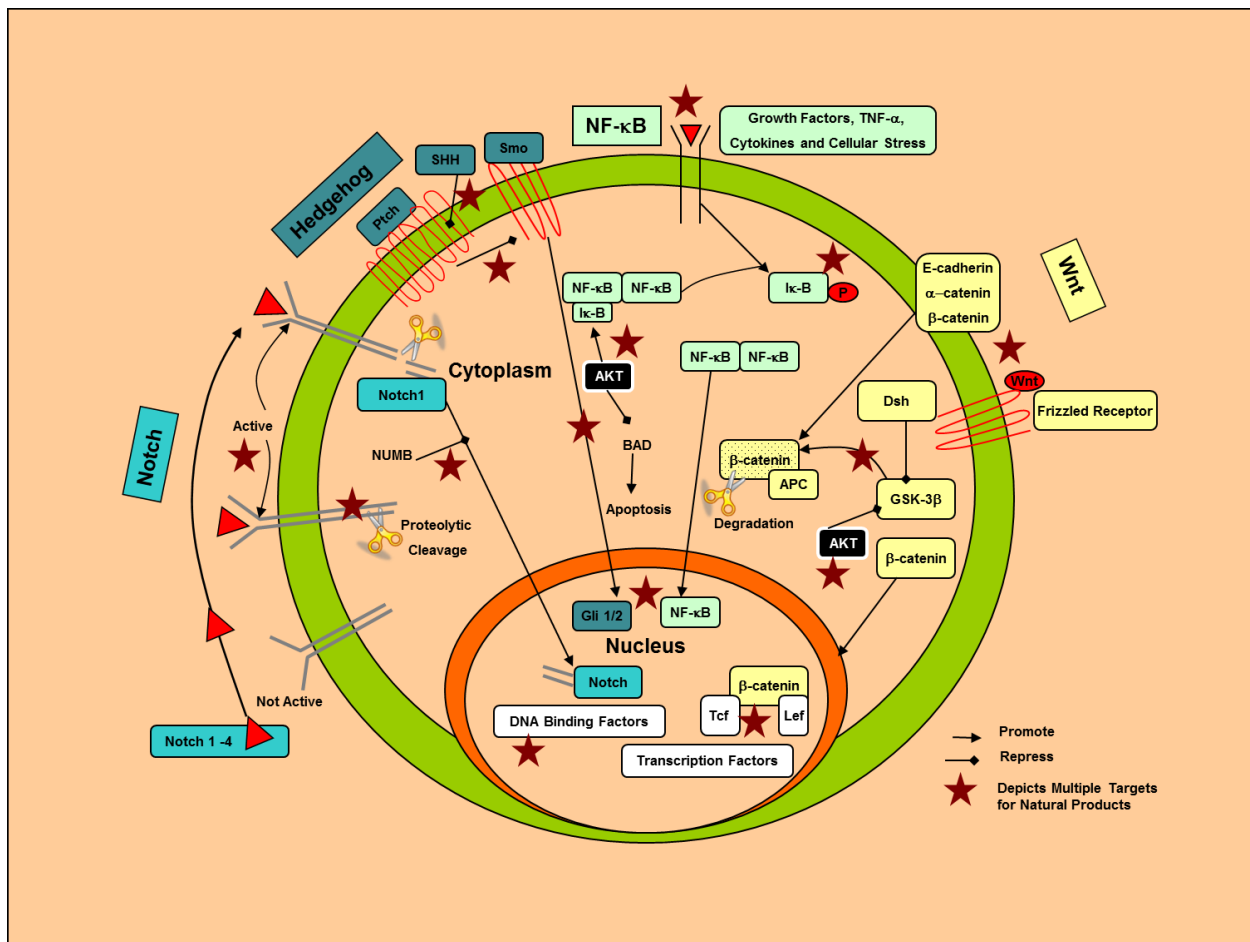 NF-κB
Growth Factors, TNF-α,
Cytokines and Cellular Stress
Hedgehog
SHH
Smo
Ptch
Wnt
E-cadherin
α–catenin
β-catenin
NF-κB
NF-κB
Iκ-B
Iκ-B
P
Cytoplasm
AKT
NF-κB
NF-κB
Wnt
Frizzled Receptor
Notch1
Dsh
Notch
Active
NUMB
BAD
β-catenin
APC
GSK-3β
Apoptosis
Degradation
Proteolytic
Cleavage
AKT
β-catenin
Gli 1/2
NF-κB
Nucleus
Notch
β-catenin
Tcf
Lef
Not Active
DNA Binding Factors
Notch 1 -4
Transcription Factors
Promote
Repress
Depicts Multiple Targets
for Natural Products